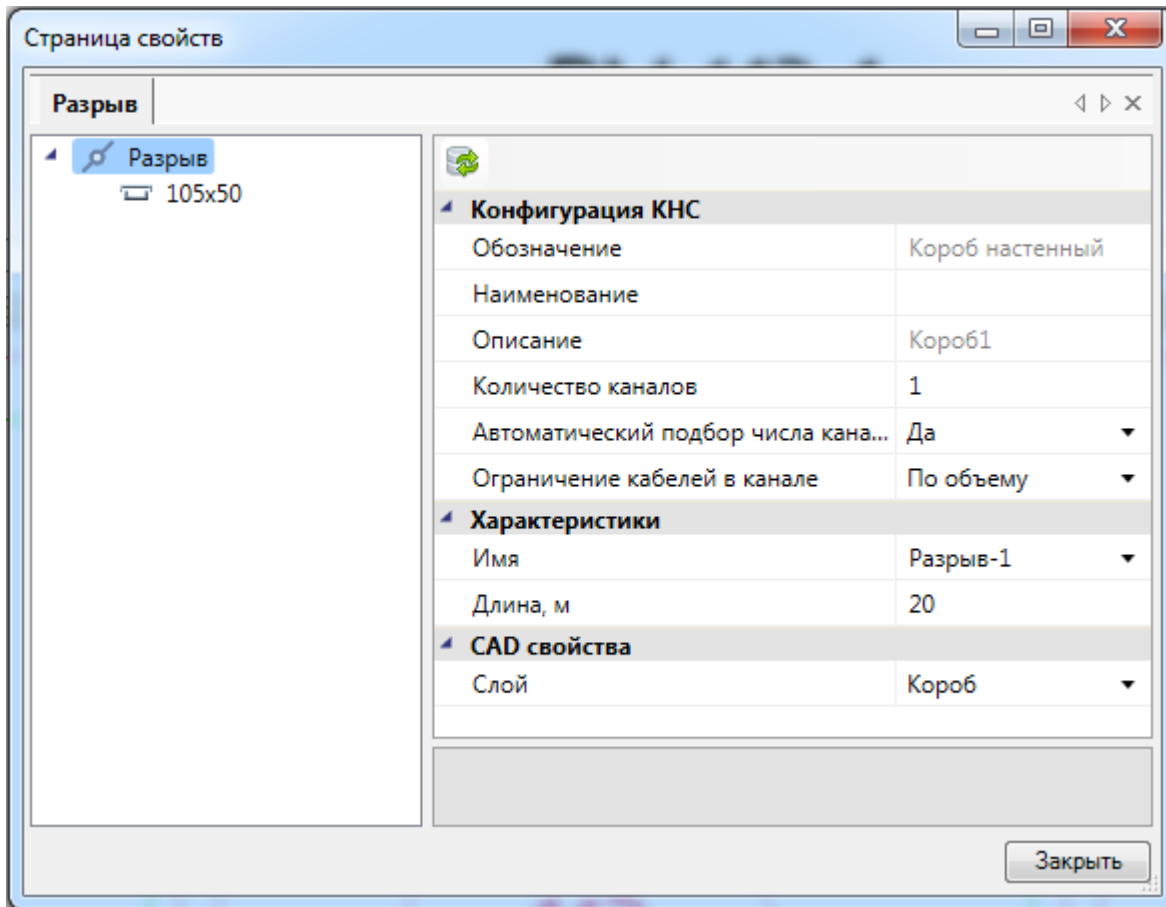 Страница свойств
Разрыв
Разрыв
105x50
Конфигурация КНС
Обозначение Короб настенный
Наименование
Описание Короб1
Количество каналов 1
Автоматический подбор числа кана... Да
Ограничение кабелей в канале По объему
Характеристики
Имя Разрыв-1
Длина, м 20
CAD свойства
Слой Короб
Закрыть